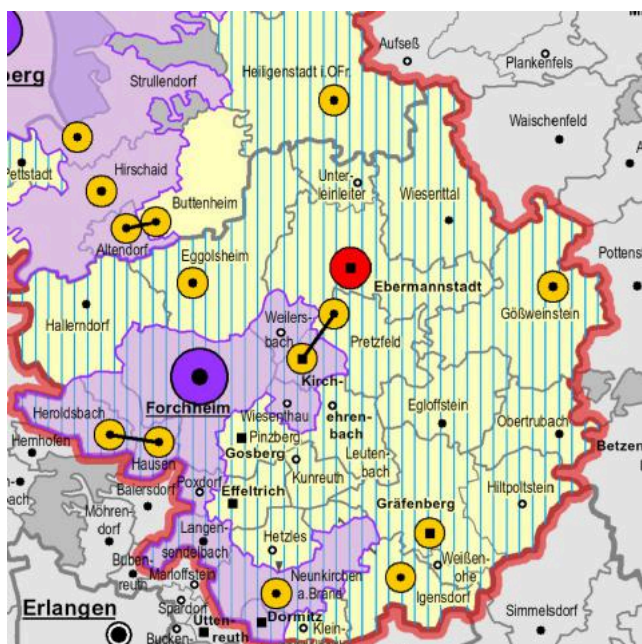 Aufseß
Plankenfels
Strullendorf
Heiligenstadt i.OFr.
berg
Waischenfeld
Pettstadt
Hirschaid
Buttenheim
Unter-
leinleiter
Wiesenttal
Altendorf
Eggolsheim
Pottens
Ebermannstadt
Gößweinstein
Hallerndorf
Weilers-
bach
Pretzfeld
Kirch-
ehren-
bach
Forchheim
Wiesenthau
Egloffstein
Heroldsbach
Obertrubach
Betzen
Hemhofen
Hausen
Pinzberg
Gosberg
Leuten-
bach
Kunreuth
Poxdorf
Effeltrich
Hiltpoltstein
Baiersdorf
Möhren-
dorf
Gräfenberg
Langen-
sendelbach
Hetzles
Weißen-
ohe
Buben-
reuth
Marloffstein
Neunkirchen
a.Brand
Igensdorf
Erlangen
Spardorf
Dormitz
Simmelsdorf
Utten-
reuth
Bucken-
Klein-